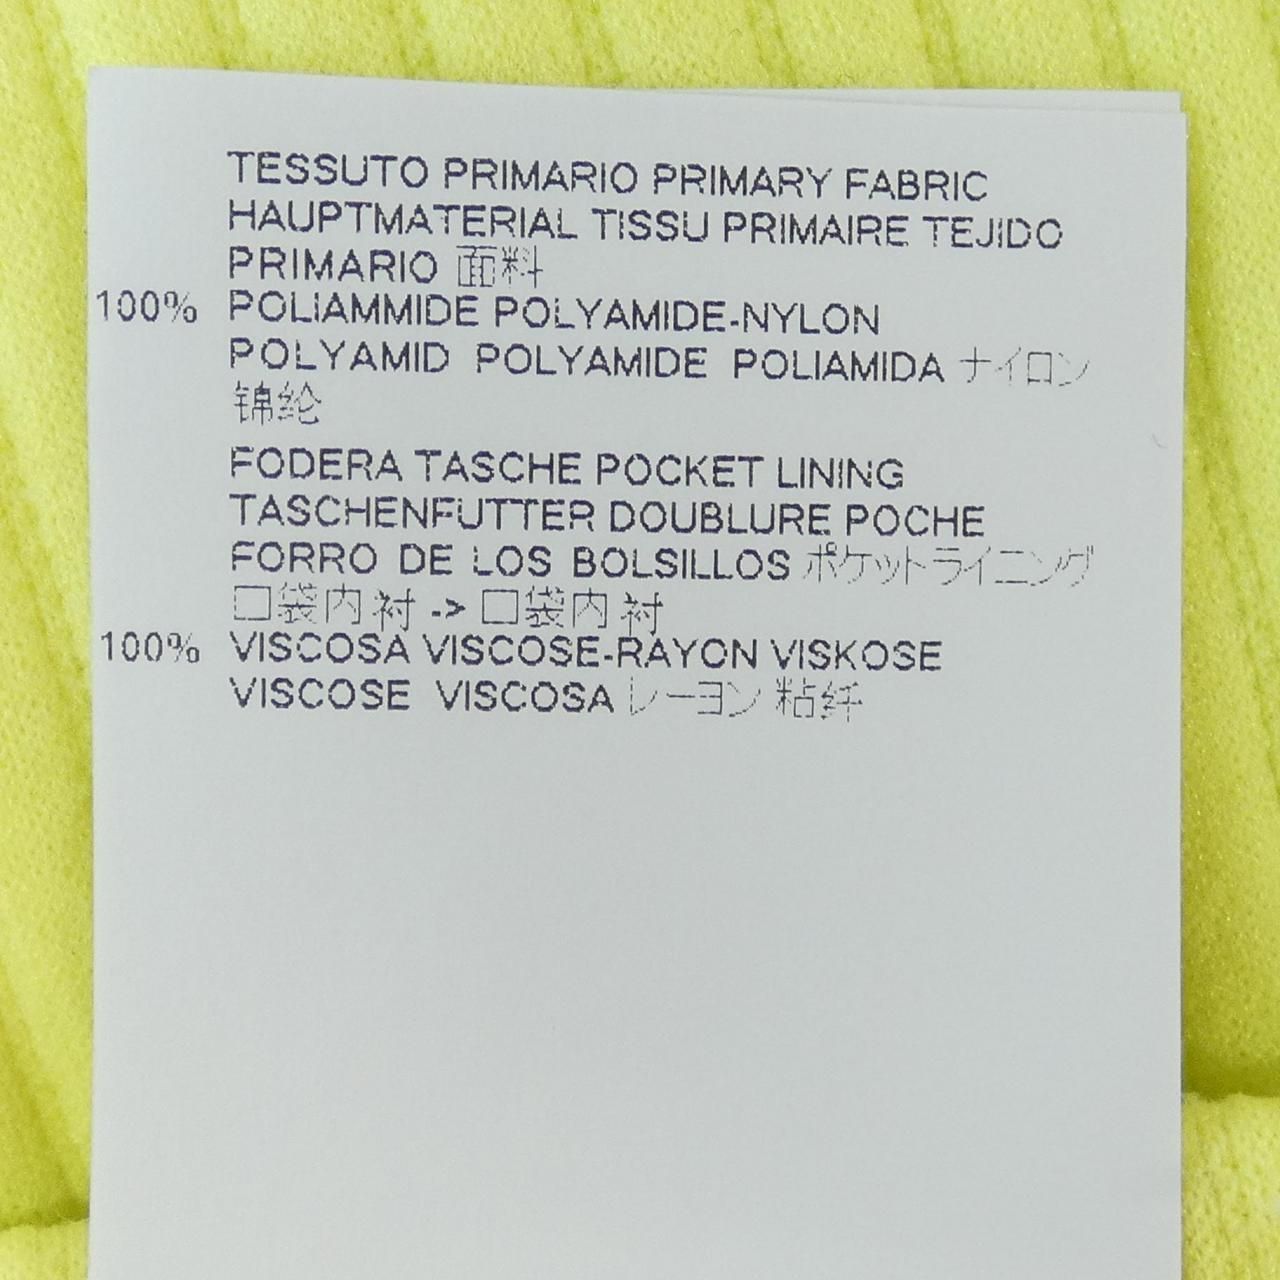 TESSUTO PRIMARIO PRIMARY FABRIC
HAUPTMATERIAL TISSU PRIMAIRE TEJIDO
PRIMARIO 面料
100% POLIAMMIDE POLYAMIDE-NYLON
POLYAMID POLYAMIDE POLIAMIDA ナイロン
锦纶
FODERA TASCHE POCKET LINING
TASCHENFUTTER DOUBLURE POCHE
FORRO DE LOS BOLSILLOS ポケットライニング
口袋内衬 -> 口袋内衬
100% VISCOSA VISCOSE-RAYON VISKOSE
VISCOSE VISCOSA レーヨン 粘纤